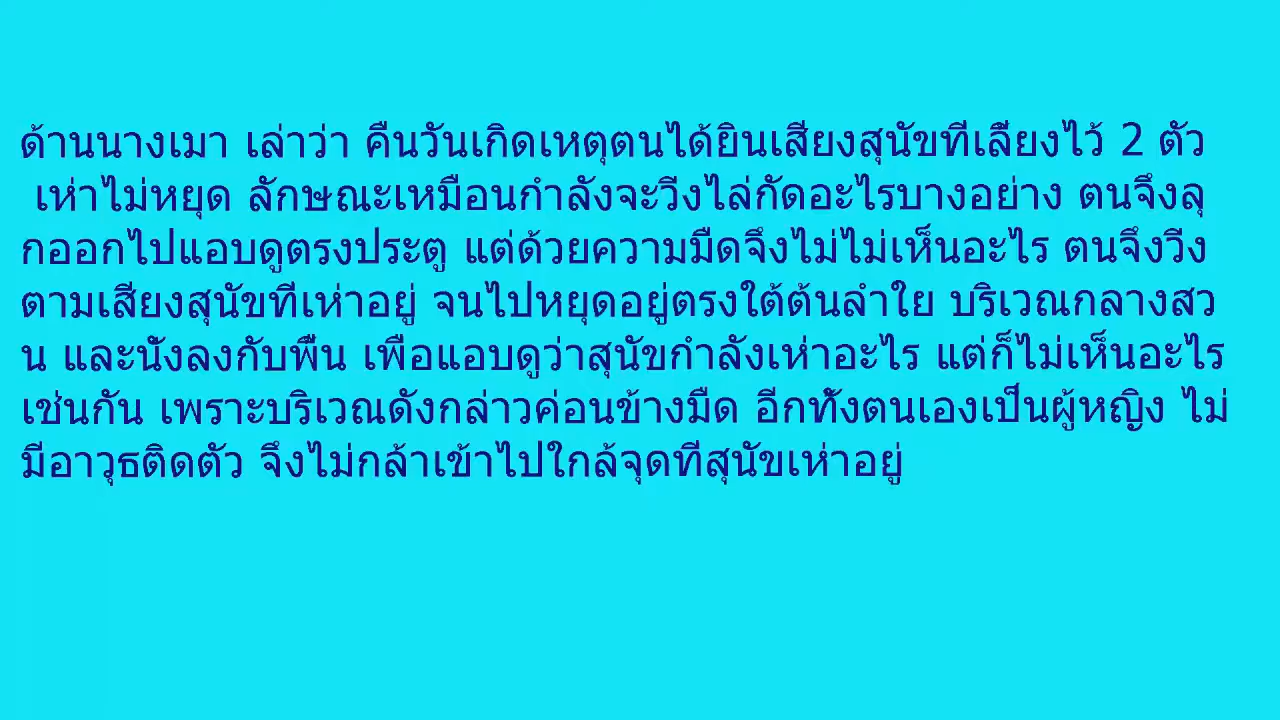 ด้านนางเมา เล่าว่า คืนวันเกิดเหตุตนได้ยินเสียงสุนัขที่เลี้ยงไว้ 2 ตัว
เห่าไม่หยุด ลักษณะเหมือนกำลังจะวิ่งไล่กัดอะไรบางอย่าง ตนจึงลุ
กออกไปแอบดูตรงประตู แต่ด้วยความมืดจึงไม่ไม่เห็นอะไร ตนจึงวิ่ง
ตามเสียงสุนัขที่เห่าอยู่ จนไปหยุดอยู่ตรงใต้ต้นลำใย บริเวณกลางสว
น และนั่งลงกับพื้น เพื่อแอบดูว่าสุนัขกำลังเห่าอะไร แต่ก็ไม่เห็นอะไร
เช่นกัน เพราะบริเวณดังกล่าวค่อนข้างมืด อีกทั้งตนเองเป็นผู้หญิง ไม่
มีอาวุธติดตัว จึงไม่กล้าเข้าไปใกล้จุดที่สุนัขเห่าอยู่